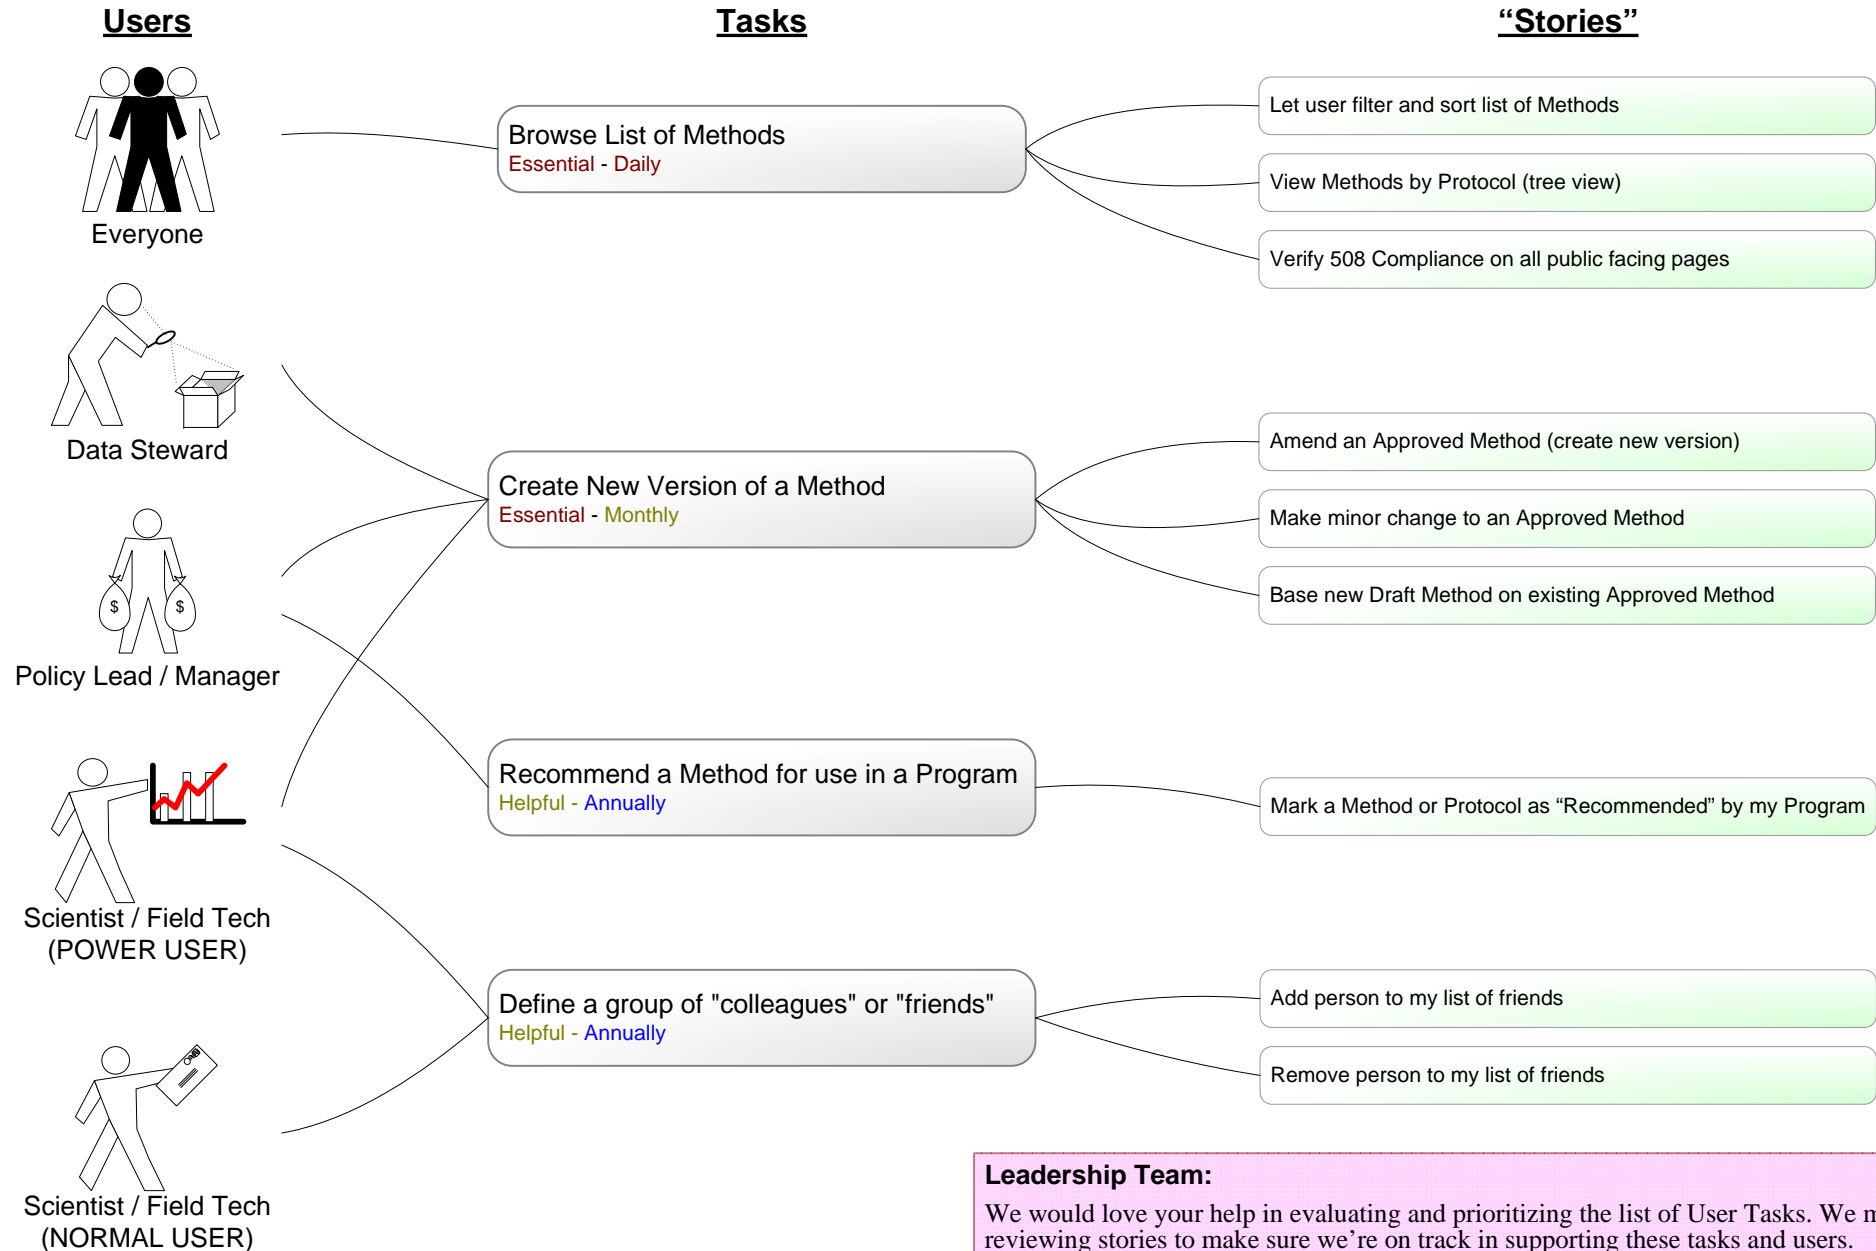 Users
Tasks
“Stories”
Everyone
Data Steward
Policy Lead / Manager
$ $
Scientist / Field Tech
(POWER USER)
Scientist / Field Tech
(NORMAL USER)
Browse List of Methods
Essential - Daily
Create New Version of a Method
Essential - Monthly
Recommend a Method for use in a Program
Helpful - Annually
Define a group of "colleagues" or "friends"
Helpful - Annually
Let user filter and sort list of Methods
View Methods by Protocol (tree view)
Verify 508 Compliance on all public facing pages
Amend an Approved Method (create new version)
Make minor change to an Approved Method
Base new Draft Method on existing Approved Method
Mark a Method or Protocol as “Recommended” by my Program
Add person to my list of friends
Remove person to my list of friends
Leadership Team:
We would love your help in evaluating and prioritizing the list of User Tasks. We
reviewing stories to make sure we’re on track in supporting these tasks and users.